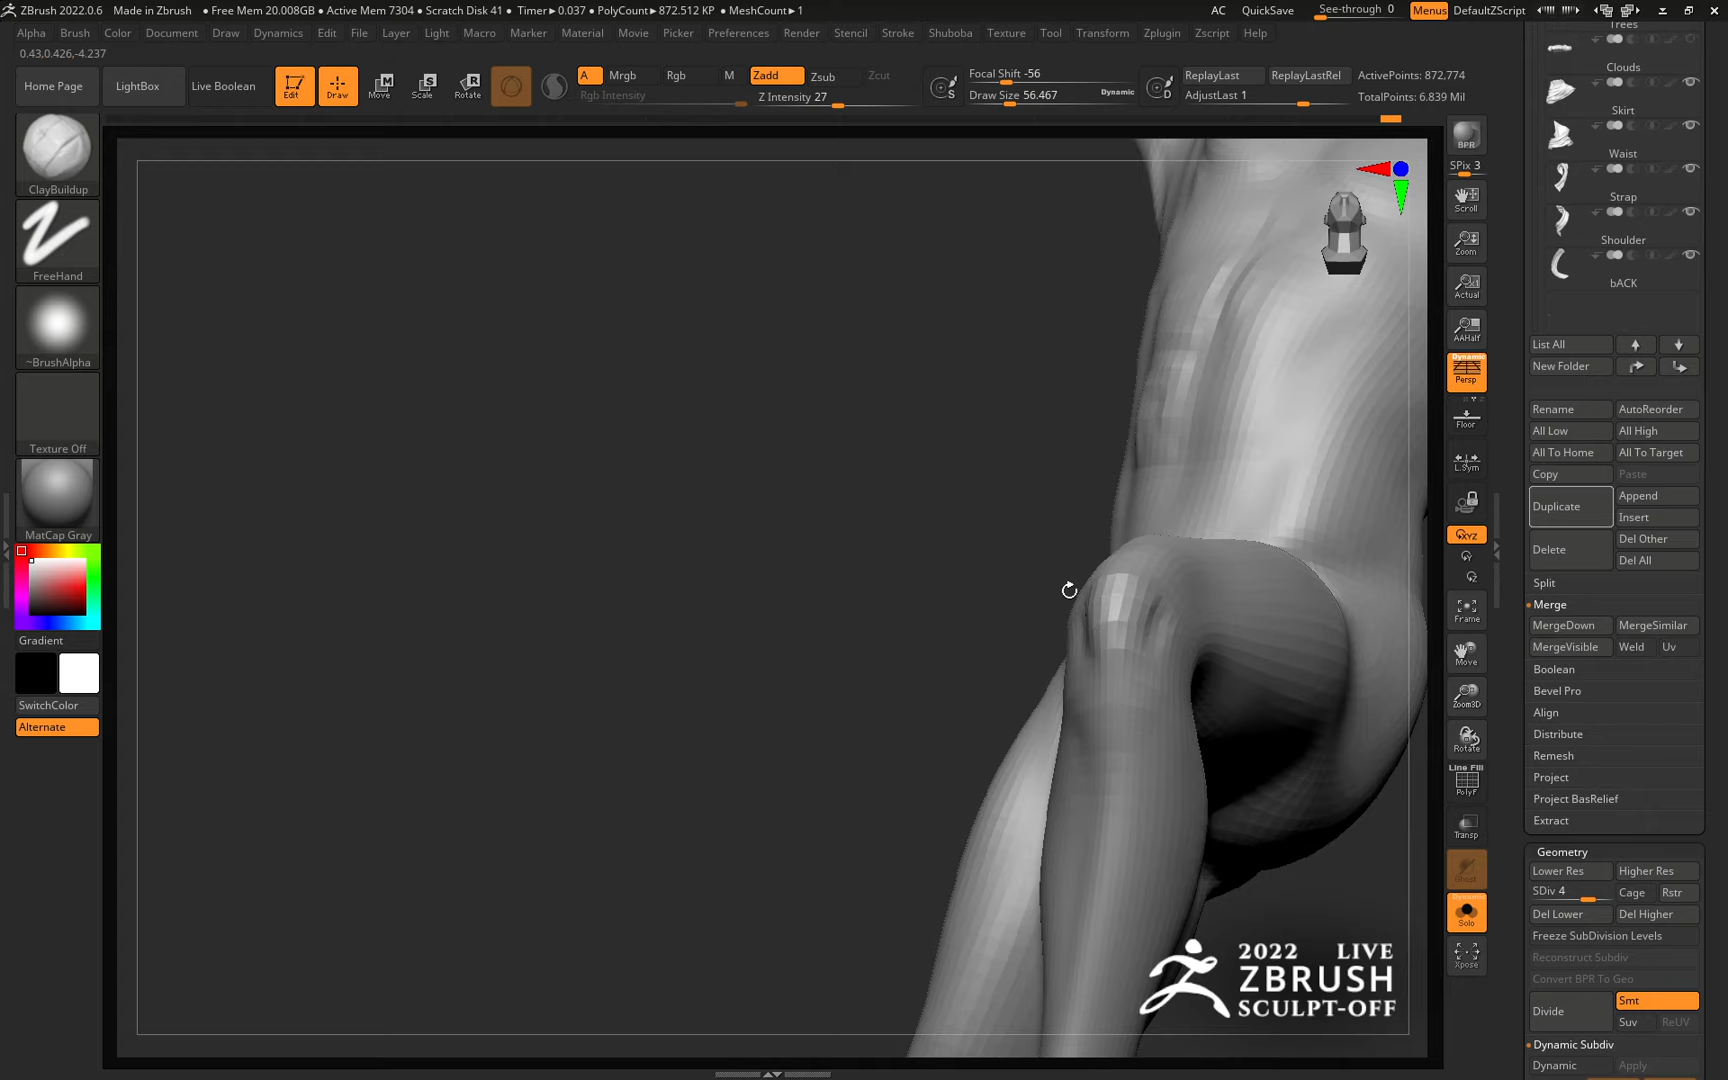 ZBrush 2022.0.6 Made in Zbrush • Free Mem 20.008GB • Active Mem 7304 • Scratch Disk 41 • Timer▸0.037 • PolyCount▸872.512 KP • MeshCount▸1 AC QuickSave See-through 0 Menus DefaultZScript
Alpha Brush Color Document Draw Dynamics Edit File Layer Light Macro Marker Material Movie Picker Preferences Render Stencil Stroke Shuboba Texture Tool Transform Zplugin Zscript Help
0.43,0.426,-4.237
Home Page LightBox Live Boolean Edit Draw Move Scale Rotate
A Mrgb Rgb M Zadd Zsub Zcut
Rgb Intensity Z Intensity 27
S
Focal Shift -56
Draw Size 56.467 Dynamic
D
ReplayLast ReplayLastRel ActivePoints: 872,774
AdjustLast 1 TotalPoints: 6.839 Mil
ClayBuildup
FreeHand
~BrushAlpha
Texture Off
MatCap Gray
Gradient
SwitchColor
Alternate
2022 LIVE
ZBRUSH
SCULPT-OFF
BPR
SPix 3
Scroll
Zoom
Actual
AAHalf
Dynamic
Persp
Floor
L.Sym
XYZ
Y
Z
Frame
Move
Zoom3D
Rotate
Line Fill
PolyF
Transp
Ghost
Dynamic
Solo
Xpose
Trees
Clouds
Skirt
Waist
Strap
Shoulder
bACK
List All
New Folder
Rename AutoReorder
All Low All High
All To Home All To Target
Copy Paste
Duplicate Append
Insert
Delete Del Other
Del All
Split
Merge
MergeDown MergeSimilar
MergeVisible Weld Uv
Boolean
Bevel Pro
Align
Distribute
Remesh
Project
Project BasRelief
Extract
Geometry
Lower Res Higher Res
SDiv 4 Cage Rstr
Del Lower Del Higher
Freeze SubDivision Levels
Reconstruct Subdiv
Convert BPR To Geo
Divide Smt
Suv ReUV
Dynamic Subdiv
Dynamic Apply